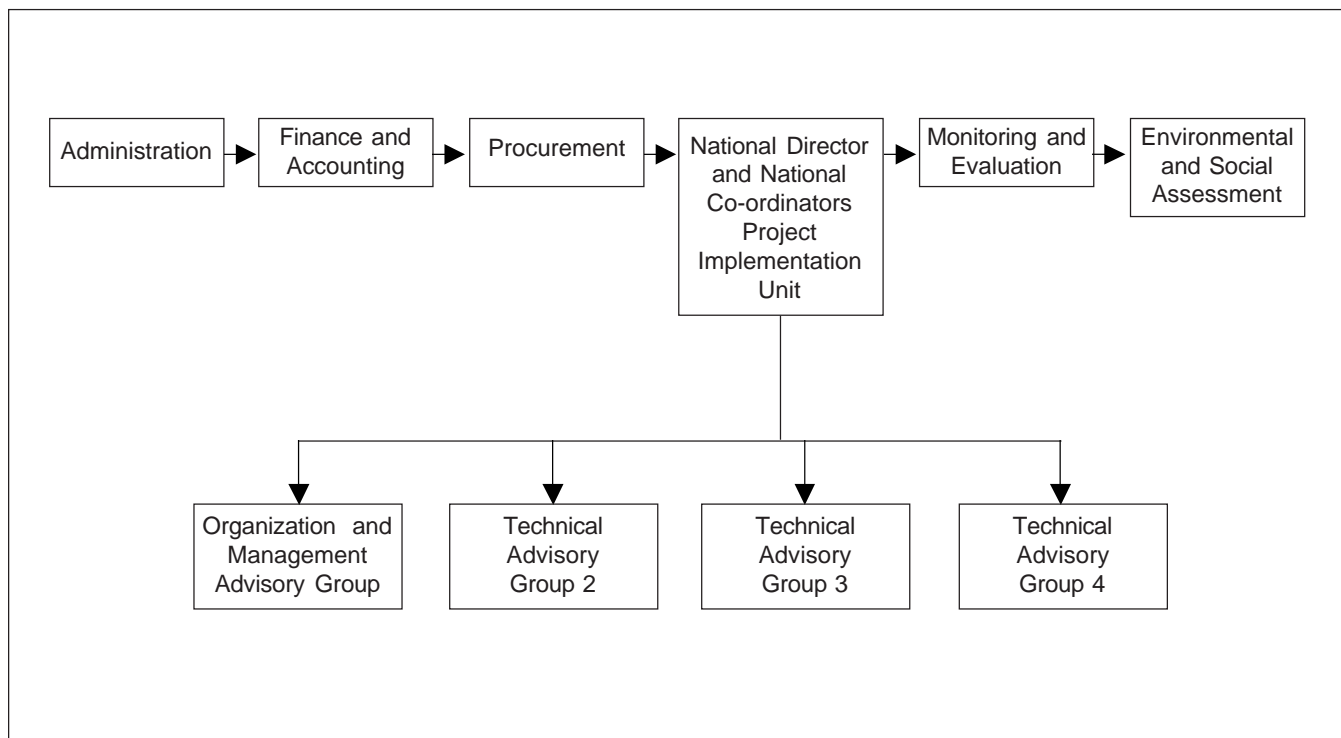 Administration
Finance and
Accounting
Procurement
National Director
and National
Co-ordinators
Project
Implementation
Unit
Monitoring and
Evaluation
Environmental
and Social
Assessment
Organization and
Management
Advisory Group
Technical
Advisory
Group 2
Technical
Advisory
Group 3
Technical
Advisory
Group 4